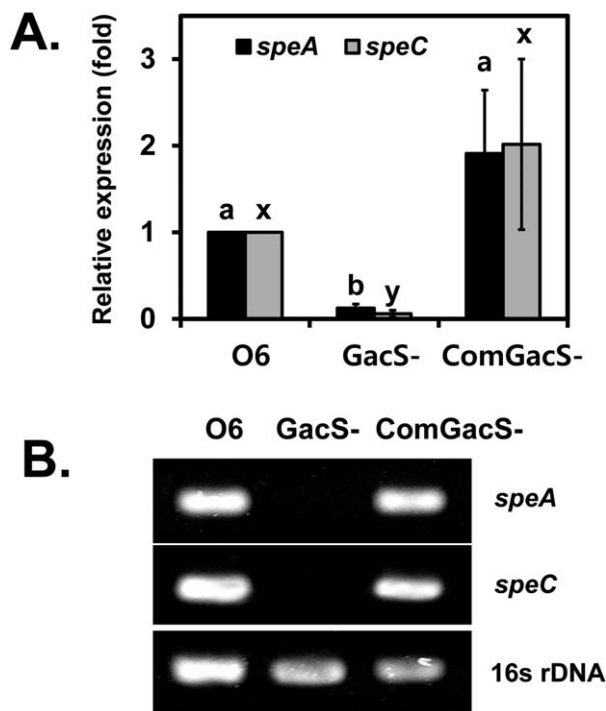 A.
Relative expression (fold)
3
2
1
0
speA speC
a x
b y
a x
O6 GacS- ComGacS-
B.
O6 GacS- ComGacS-
speA
speC
16s rDNA